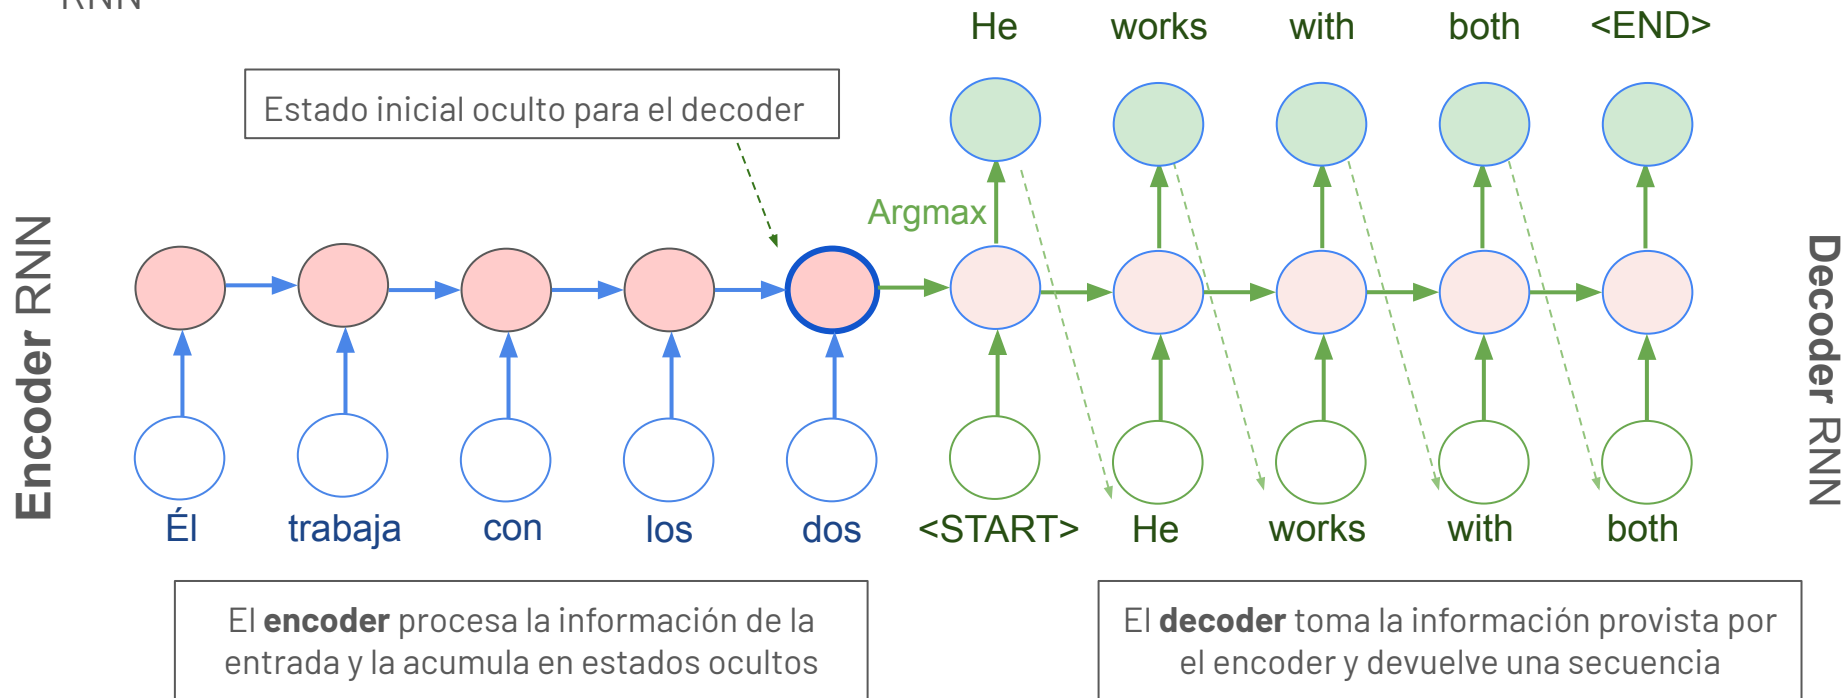 RNN
He works with both <END>
Estado inicial oculto para el decoder
Argmax
Encoder RNN
Decoder RNN
Él trabaja con los dos <START> He works with both
El encoder procesa la información de la
entrada y la acumula en estados ocultos
El decoder toma la información provista por
el encoder y devuelve una secuencia